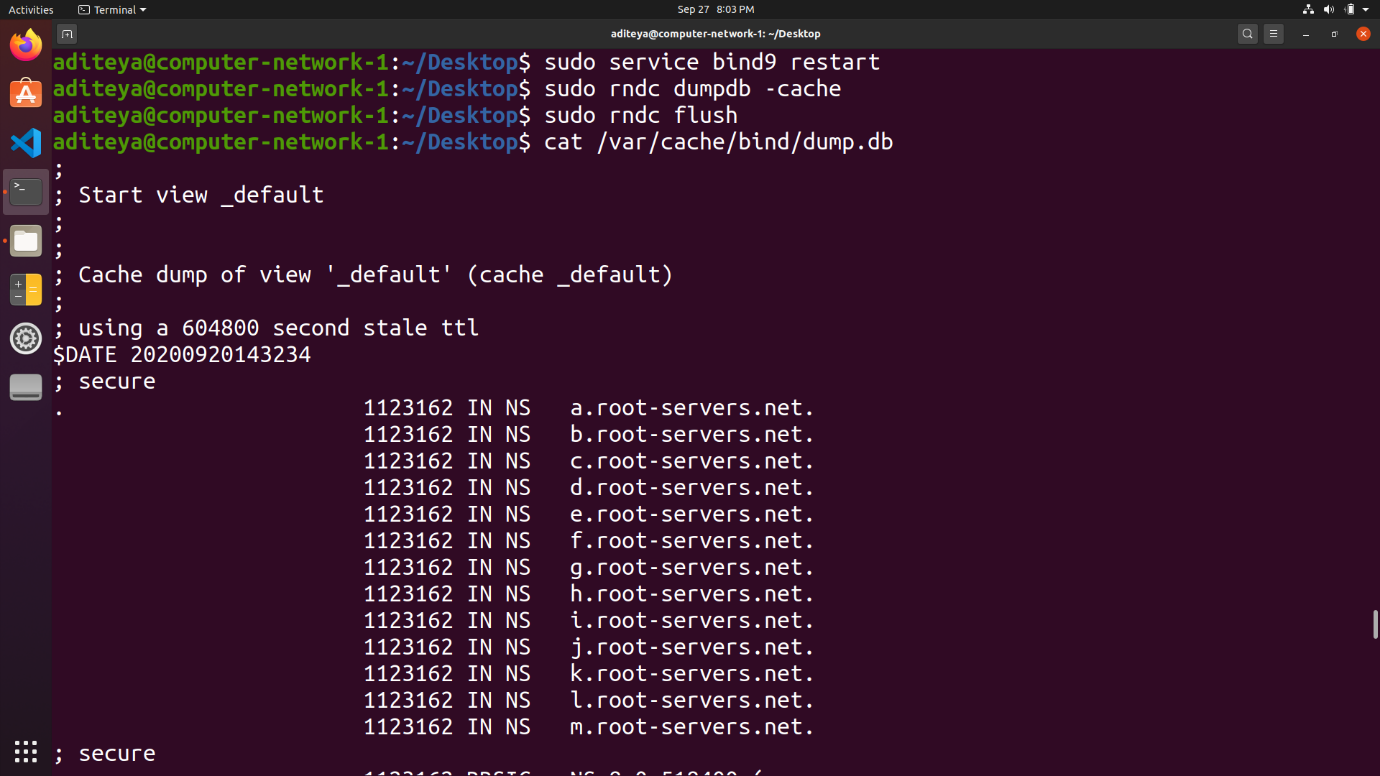 Activities Terminal Sep 27 8:03 PM
aditeya@computer-network-1: ~/Desktop
aditeya@computer-network-1:~/Desktop$ sudo service bind9 restart
aditeya@computer-network-1:~/Desktop$ sudo rndc dumpdb -cache
aditeya@computer-network-1:~/Desktop$ sudo rndc flush
aditeya@computer-network-1:~/Desktop$ cat /var/cache/bind/dump.db
;
; Start view _default
;
;
; Cache dump of view '_default' (cache _default)
;
; using a 604800 second stale ttl
$DATE 20200920143234
; secure
. 1123162 IN NS a.root-servers.net.
1123162 IN NS b.root-servers.net.
1123162 IN NS c.root-servers.net.
1123162 IN NS d.root-servers.net.
1123162 IN NS e.root-servers.net.
1123162 IN NS f.root-servers.net.
1123162 IN NS g.root-servers.net.
1123162 IN NS h.root-servers.net.
1123162 IN NS i.root-servers.net.
1123162 IN NS j.root-servers.net.
1123162 IN NS k.root-servers.net.
1123162 IN NS l.root-servers.net.
1123162 IN NS m.root-servers.net.
; secure